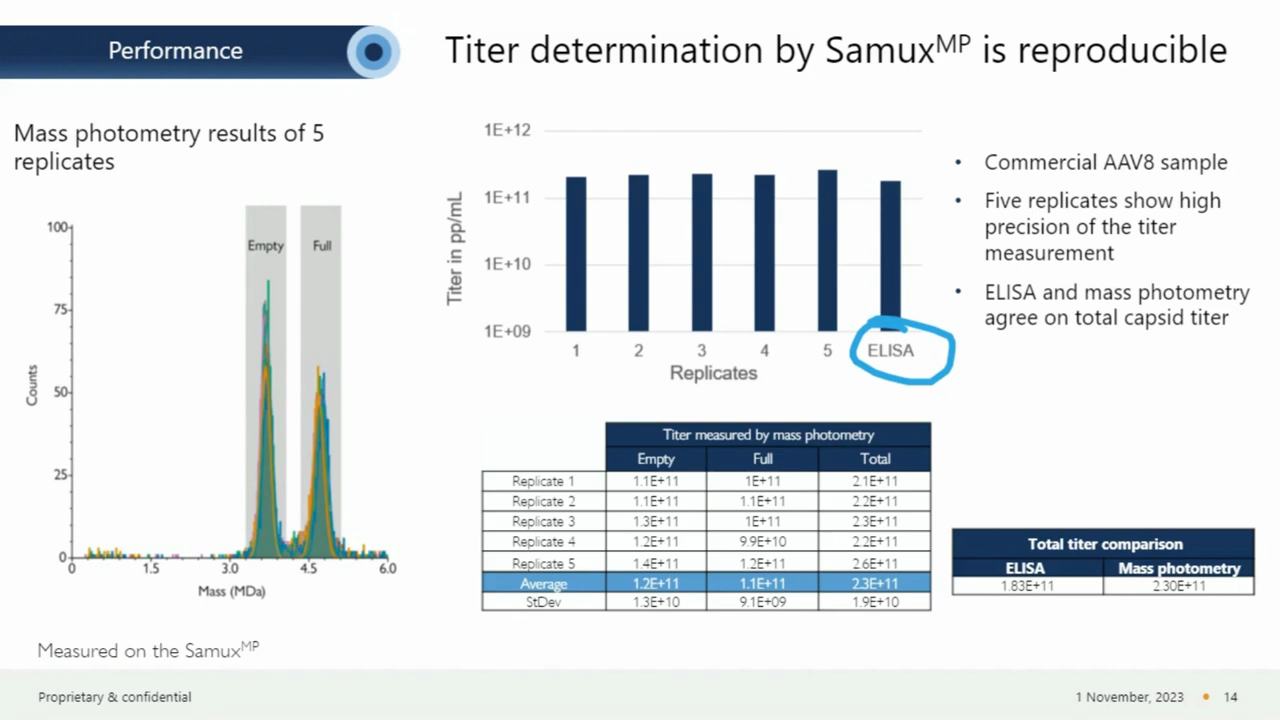 Performance
Titer determination by Samuxᴹᴾ is reproducible
Mass photometry results of 5
replicates
100
75
50
25
0
Counts
Empty
Full
0
1.5
3.0
4.5
6.0
Mass (MDa)
Measured on the Samuxᴹᴾ
1E+12
1E+11
1E+10
1E+09
Titer in pp/mL
1 2 3 4 5 ELISA
Replicates
• Commercial AAV8 sample
• Five replicates show high
precision of the titer
measurement
• ELISA and mass photometry
agree on total capsid titer
Titer measured by mass photometry
Empty Full Total
Replicate 1 1.1E+11 1E+11 2.1E+11
Replicate 2 1.1E+11 1.1E+11 2.2E+11
Replicate 3 1.3E+11 1E+11 2.3E+11
Replicate 4 1.2E+11 9.9E+10 2.2E+11
Replicate 5 1.4E+11 1.2E+11 2.6E+11
Average 1.2E+11 1.1E+11 2.3E+11
StDev 1.3E+10 9.1E+09 1.9E+10
Total titer comparison
ELISA Mass photometry
1.83E+11 2.30E+11
Proprietary & confidential
1 November, 2023 • 14